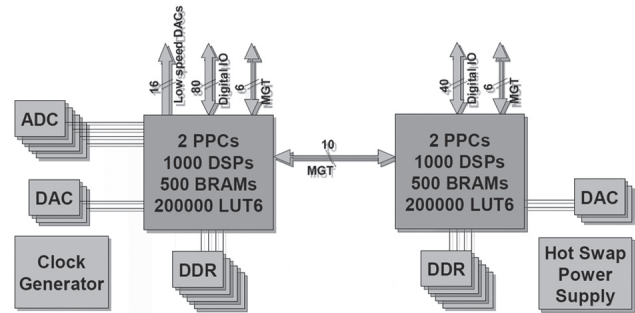 16
Low speed DACs
80
Digital IO
6
MGT
40
Digital IO
6
MGT
ADC
2 PPCs
1000 DSPs
500 BRAMs
200000 LUT6
10
MGT
2 PPCs
1000 DSPs
500 BRAMs
200000 LUT6
DAC
DAC
Clock
Generator
DDR
DDR
Hot Swap
Power
Supply